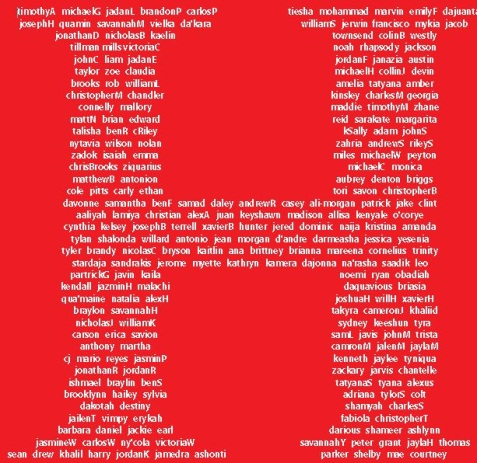 timothyA michaelG jadanL brandonP carlosP
josephH quamin savannahM vielka da'kara
jonathanD nicholasB kaelin
tillman mills victoriaC
johnC liam jadanE
taylor zoe claudia
brooks rob williamL
christopherM chandler
connelly mallory
mattN brian edward
talisha benR cRiley
nytavia wilson nolan
zadok isaiah emma
chrisBrooks ziquarius
matthewB antonion
cole pitts carly ethan
tiesha mohammad marvin emilyF dajuanta
williamS jerwin francisco mykia jacob
townsend colinB westly
noah rhapsody jackson
jordanF janazia austin
michaelH collinJ devin
amelia tatyana amber
kinsley charlesM georgia
maddie timothyM zhane
reid sarakate margarita
kSally adam johnS
zahria andrewS rileyS
miles michaelW peyton
michaelC monica
aubrey denton briggs
tori savon christopherB
davonne samantha benF samad daley andrewR casey ali-morgan patrick jake clint
aaliyah lamiya christian alexA juan keyshawn madison allisa kenyale o'corye
cynthia kelsey josephB terrell xavierB hunter jered dominic naija kristina amanda
tylan shalonda willard antonio jean morgan d'andre darmeasha jessica yesenia
tyler brandy nicolasC bryson kaitlin ana brittney brianna mareena cornelius trinity
stardaja sandrakis jerome myette kathryn kamera dajonna na'rasha saadik leo
partrickG javin kaila
kendall jazminH malachi
qua'maine natalia alexH
braylon savannahH
nicholasJ williamK
carson erica savion
anthony martha
cj mario reyes jasminP
jonathanR jordanR
ishmael braylin benS
brooklynn hailey sylvia
dakotah destiny
jailenT vimpy erykah
barbara daniel jackie earl
jasmineW carlosW ny'cola victoriaW
sean drew khalil harry jordanK jamedra ashonti
noemi ryan obadiah
daquavious briasia
joshuaH willH xavierH
takyra cameronJ khaliid
sydney keeshun tyra
samL javis johnM trista
camronM jalenM jaylaM
kenneth jaylee tyniqua
zackary jarvis chantelle
tatyanaS tyana alexus
adriana tylorS colt
shamyah charlesS
fabiola christopherT
darious shameer ashlynn
savannahY peter grant jaylaH thomas
parker shelby mae courtney